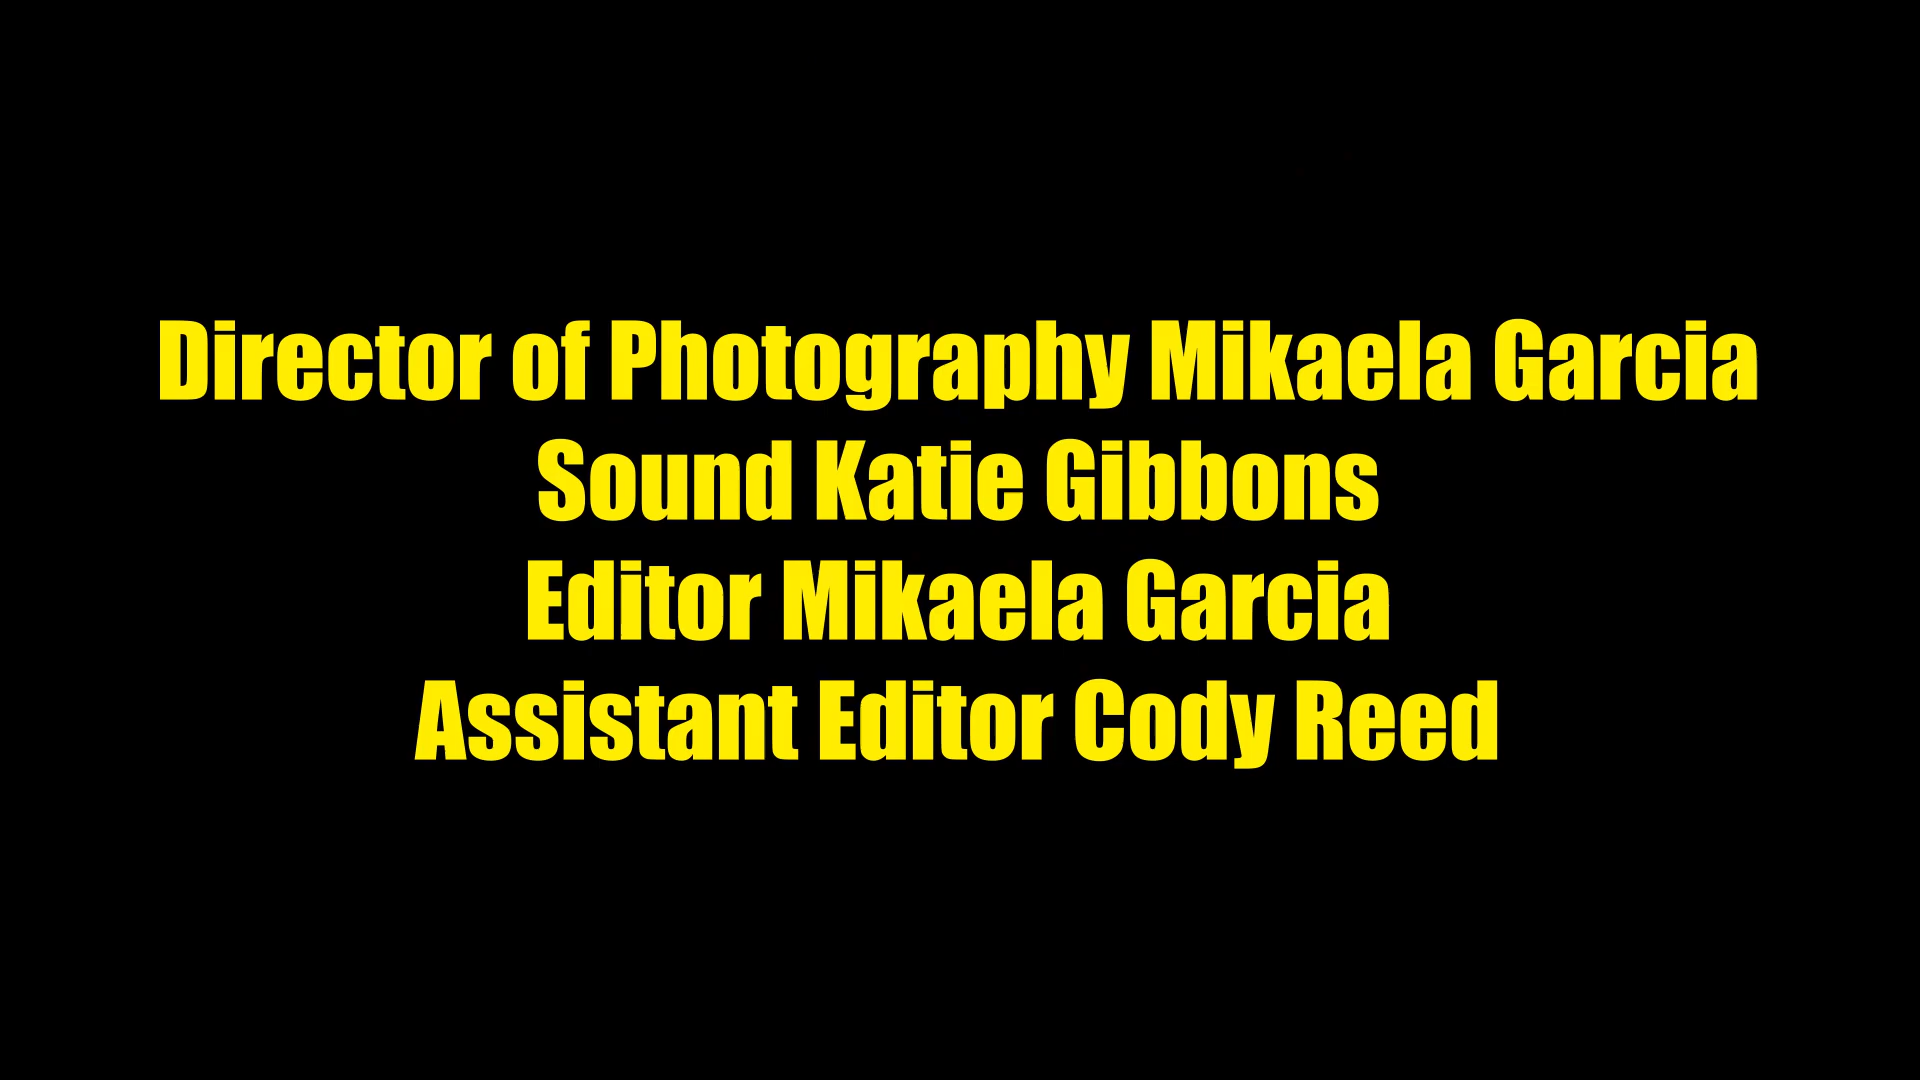 Director of Photography Mikaela Garcia
Sound Katie Gibbons
Editor Mikaela Garcia
Assistant Editor Cody Reed